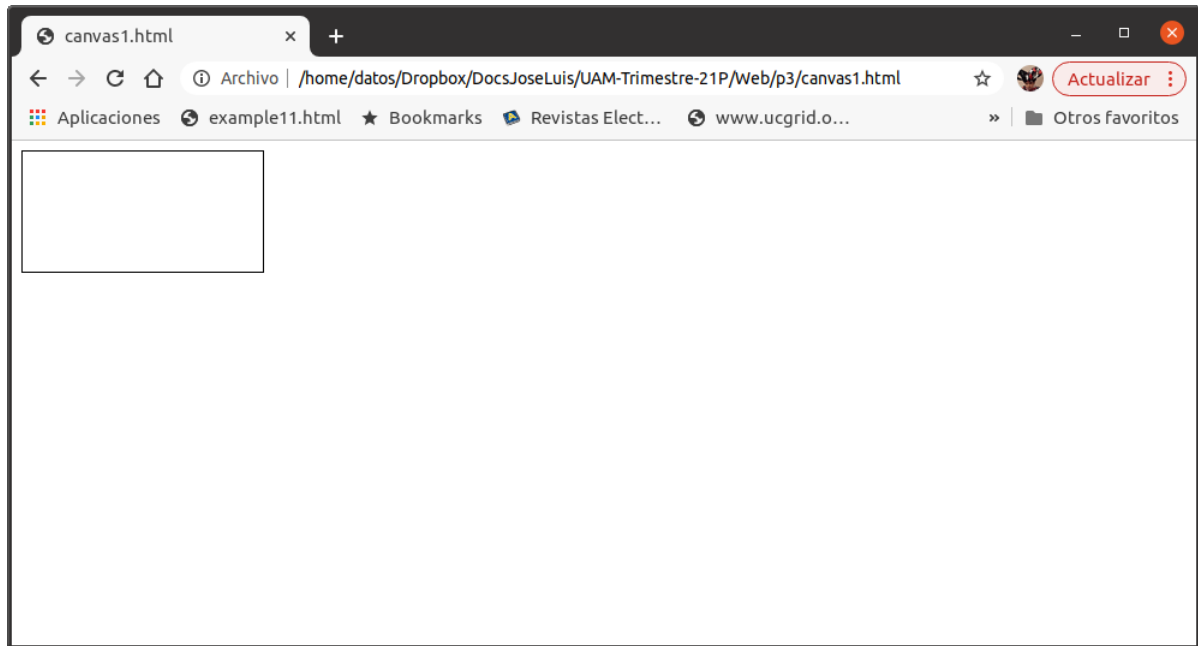 canvas1.html
Archivo | /home/datos/Dropbox/DocsJoseLuis/UAM-Trimestre-21P/Web/p3/canvas1.html Actualizar
Aplicaciones example11.html Bookmarks Revistas Elect... www.ucgrid.o... » Otros favoritos